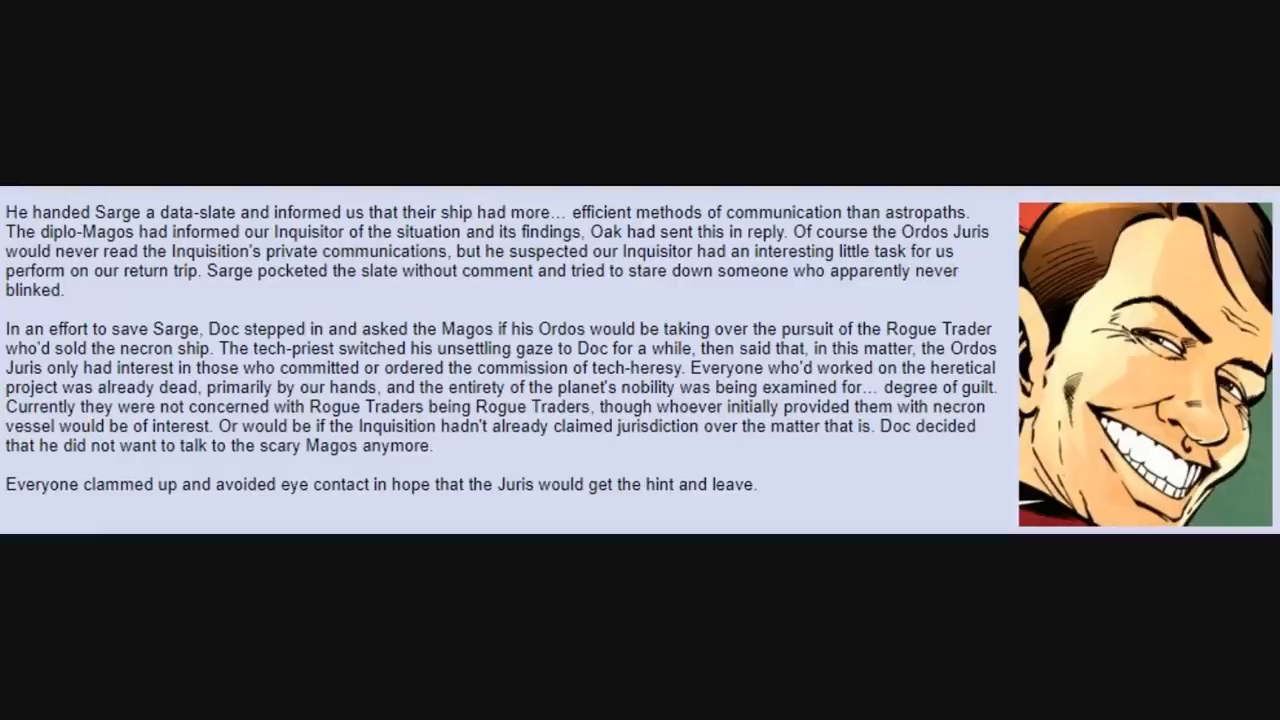 He handed Sarge a data-slate and informed us that their ship had more... efficient methods of communication than astropaths.
The diplo-Magos had informed our Inquisitor of the situation and its findings, Oak had sent this in reply. Of course the Ordos Juris
would never read the Inquisition's private communications, but he suspected our Inquisitor had an interesting little task for us
perform on our return trip. Sarge pocketed the slate without comment and tried to stare down someone who apparently never
blinked.
In an effort to save Sarge, Doc stepped in and asked the Magos if his Ordos would be taking over the pursuit of the Rogue Trader
who'd sold the necron ship. The tech-priest switched his unsettling gaze to Doc for a while, then said that, in this matter, the Ordos
Juris only had interest in those who committed or ordered the commission of tech-heresy. Everyone who'd worked on the heretical
project was already dead, primarily by our hands, and the entirety of the planet's nobility was being examined for... degree of guilt.
Currently they were not concerned with Rogue Traders being Rogue Traders, though whoever initially provided them with necron
vessel would be of interest. Or would be if the Inquisition hadn't already claimed jurisdiction over the matter that is. Doc decided
that he did not want to talk to the scary Magos anymore.
Everyone clammed up and avoided eye contact in hope that the Juris would get the hint and leave.